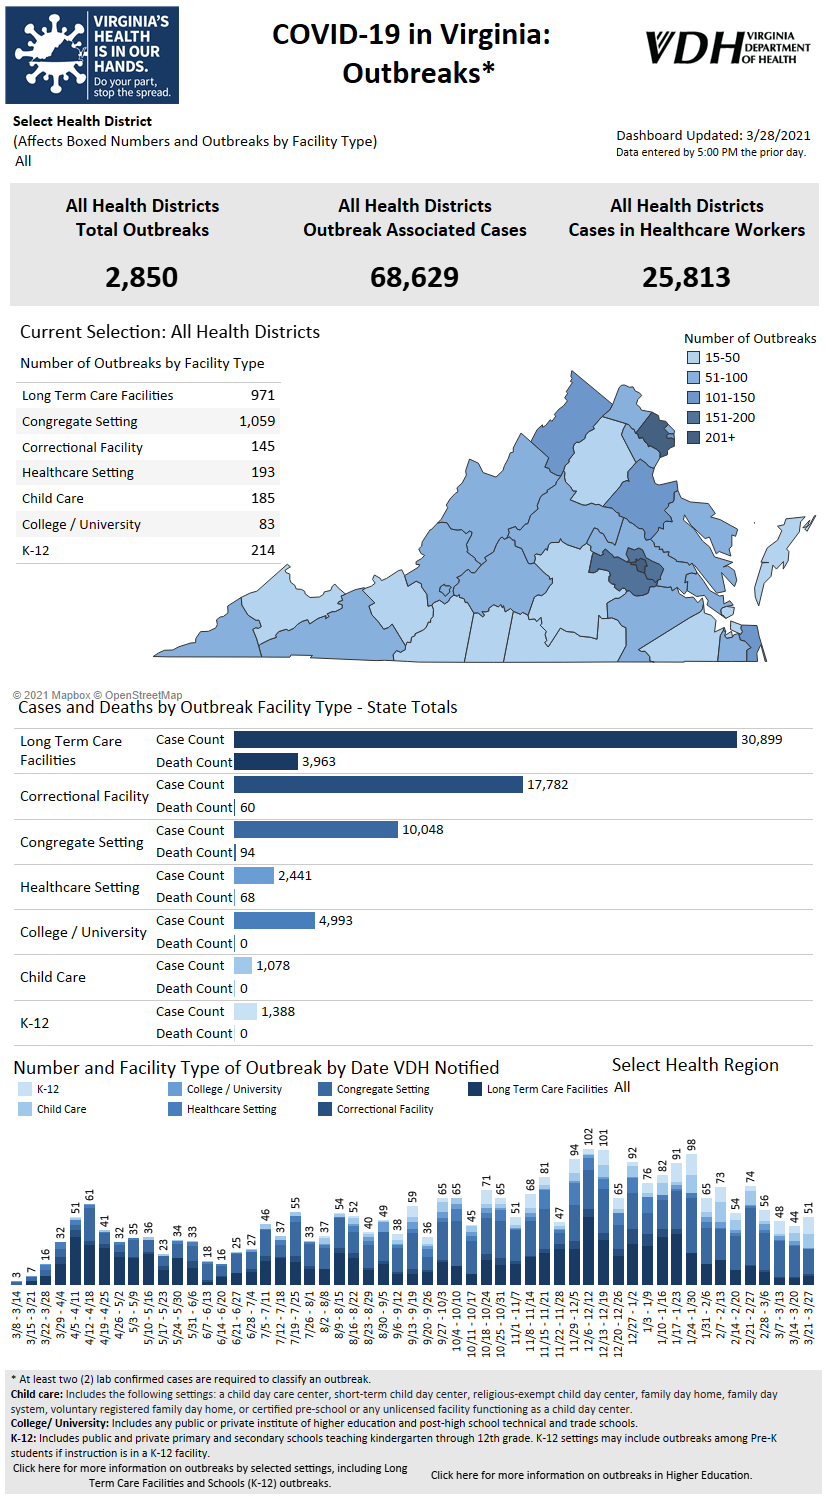 VIRGINIA'S
HEALTH
IS IN OUR
HANDS.
Do your part,
stop the spread.
COVID-19 in Virginia:
Outbreaks*
VDH VIRGINIA
DEPARTMENT
OF HEALTH
Select Health District
(Affects Boxed Numbers and Outbreaks by Facility Type)
All
Dashboard Updated: 3/28/2021
Data entered by 5:00 PM the prior day.
All Health Districts
Total Outbreaks
2,850
All Health Districts
Outbreak Associated Cases
68,629
All Health Districts
Cases in Healthcare Workers
25,813
Current Selection: All Health Districts
Number of Outbreaks by Facility Type
Long Term Care Facilities 971
Congregate Setting 1,059
Correctional Facility 145
Healthcare Setting 193
Child Care 185
College / University 83
K-12 214
Number of Outbreaks
15-50
51-100
101-150
151-200
201+
© 2021 Mapbox © OpenStreetMap
Cases and Deaths by Outbreak Facility Type - State Totals
Long Term Care
Facilities
Case Count 30,899
Death Count 3,963
Correctional Facility
Case Count 17,782
Death Count 60
Congregate Setting
Case Count 10,048
Death Count 94
Healthcare Setting
Case Count 2,441
Death Count 68
College / University
Case Count 4,993
Death Count 0
Child Care
Case Count 1,078
Death Count 0
K-12
Case Count 1,388
Death Count 0
Number and Facility Type of Outbreak by Date VDH Notified
Select Health Region
All
K-12
College / University
Congregate Setting
Long Term Care Facilities
Child Care
Healthcare Setting
Correctional Facility
3 7 16 32 51 61 41 32 35 36 23 34 33 18 16 25 27 46 37 55 33 37 54 52 40 49 38 59 36 65 65 45 71 65 51 68 81 47 94 102 101 65 92 76 82 91 98 65 73 54 74 56 48 44 51
3/8 - 3/14
3/15 - 3/21
3/22 - 3/28
3/29 - 4/4
4/5 - 4/11
4/12 - 4/18
4/19 - 4/25
4/26 - 5/2
5/3 - 5/9
5/10 - 5/16
5/17 - 5/23
5/24 - 5/30
5/31 - 6/6
6/7 - 6/13
6/14 - 6/20
6/21 - 6/27
6/28 - 7/4
7/5 - 7/11
7/12 - 7/18
7/19 - 7/25
7/26 - 8/1
8/2 - 8/8
8/9 - 8/15
8/16 - 8/22
8/23 - 8/29
8/30 - 9/5
9/6 - 9/12
9/13 - 9/19
9/20 - 9/26
9/27 - 10/3
10/4 - 10/10
10/11 - 10/17
10/18 - 10/24
10/25 - 10/31
11/1 - 11/7
11/8 - 11/14
11/15 - 11/21
11/22 - 11/28
11/29 - 12/5
12/6 - 12/12
12/13 - 12/19
12/20 - 12/26
12/27 - 1/2
1/3 - 1/9
1/10 - 1/16
1/17 - 1/23
1/24 - 1/30
1/31 - 2/6
2/7 - 2/13
2/14 - 2/20
2/21 - 2/27
2/28 - 3/6
3/7 - 3/13
3/14 - 3/20
3/21 - 3/27
* At least two (2) lab confirmed cases are required to classify an outbreak.
Child care: Includes the following settings: a child day care center, short-term child day center, religious-exempt child day center, family day home, family day
system, voluntary registered family day home, or certified pre-school or any unlicensed facility functioning as a child day center.
College/ University: Includes any public or private institute of higher education and post-high school technical and trade schools.
K-12: Includes public and private primary and secondary schools teaching kindergarten through 12th grade. K-12 settings may include outbreaks among Pre-K
students if instruction is in a K-12 facility.
Click here for more information on outbreaks by selected settings, including Long
Term Care Facilities and Schools (K-12) outbreaks.
Click here for more information on outbreaks in Higher Education.